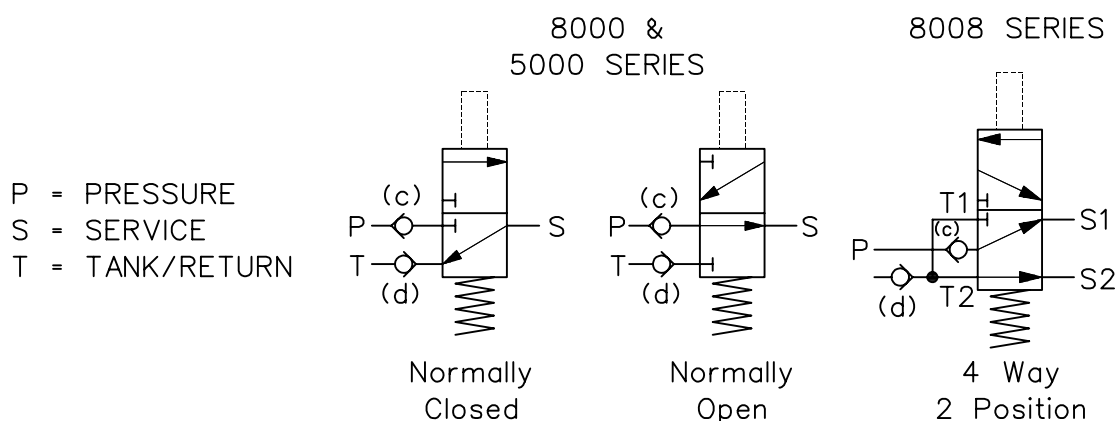 8000 &
5000 SERIES
8008 SERIES
P = PRESSURE
S = SERVICE
T = TANK/RETURN
(c)
P
S
T
(d)
Normally
Closed
(c)
P
S
T
(d)
Normally
Open
T1
(c)
S1
P
S2
T2
(d)
4 Way
2 Position